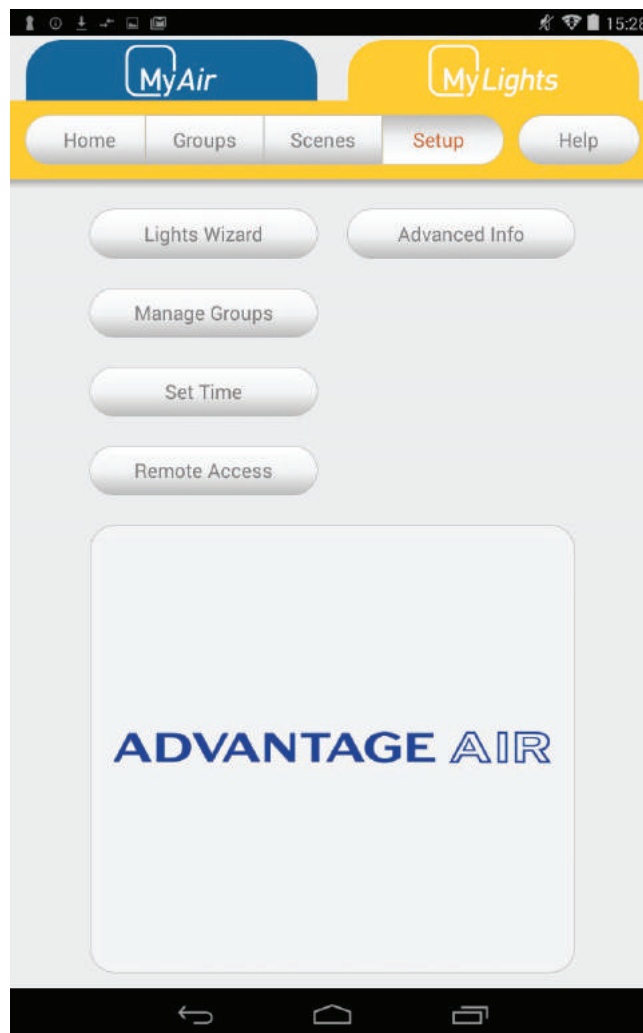 15:28
MyAir MyLights
Home Groups Scenes Setup Help
Lights Wizard Advanced Info
Manage Groups
Set Time
Remote Access
ADVANTAGE AIR